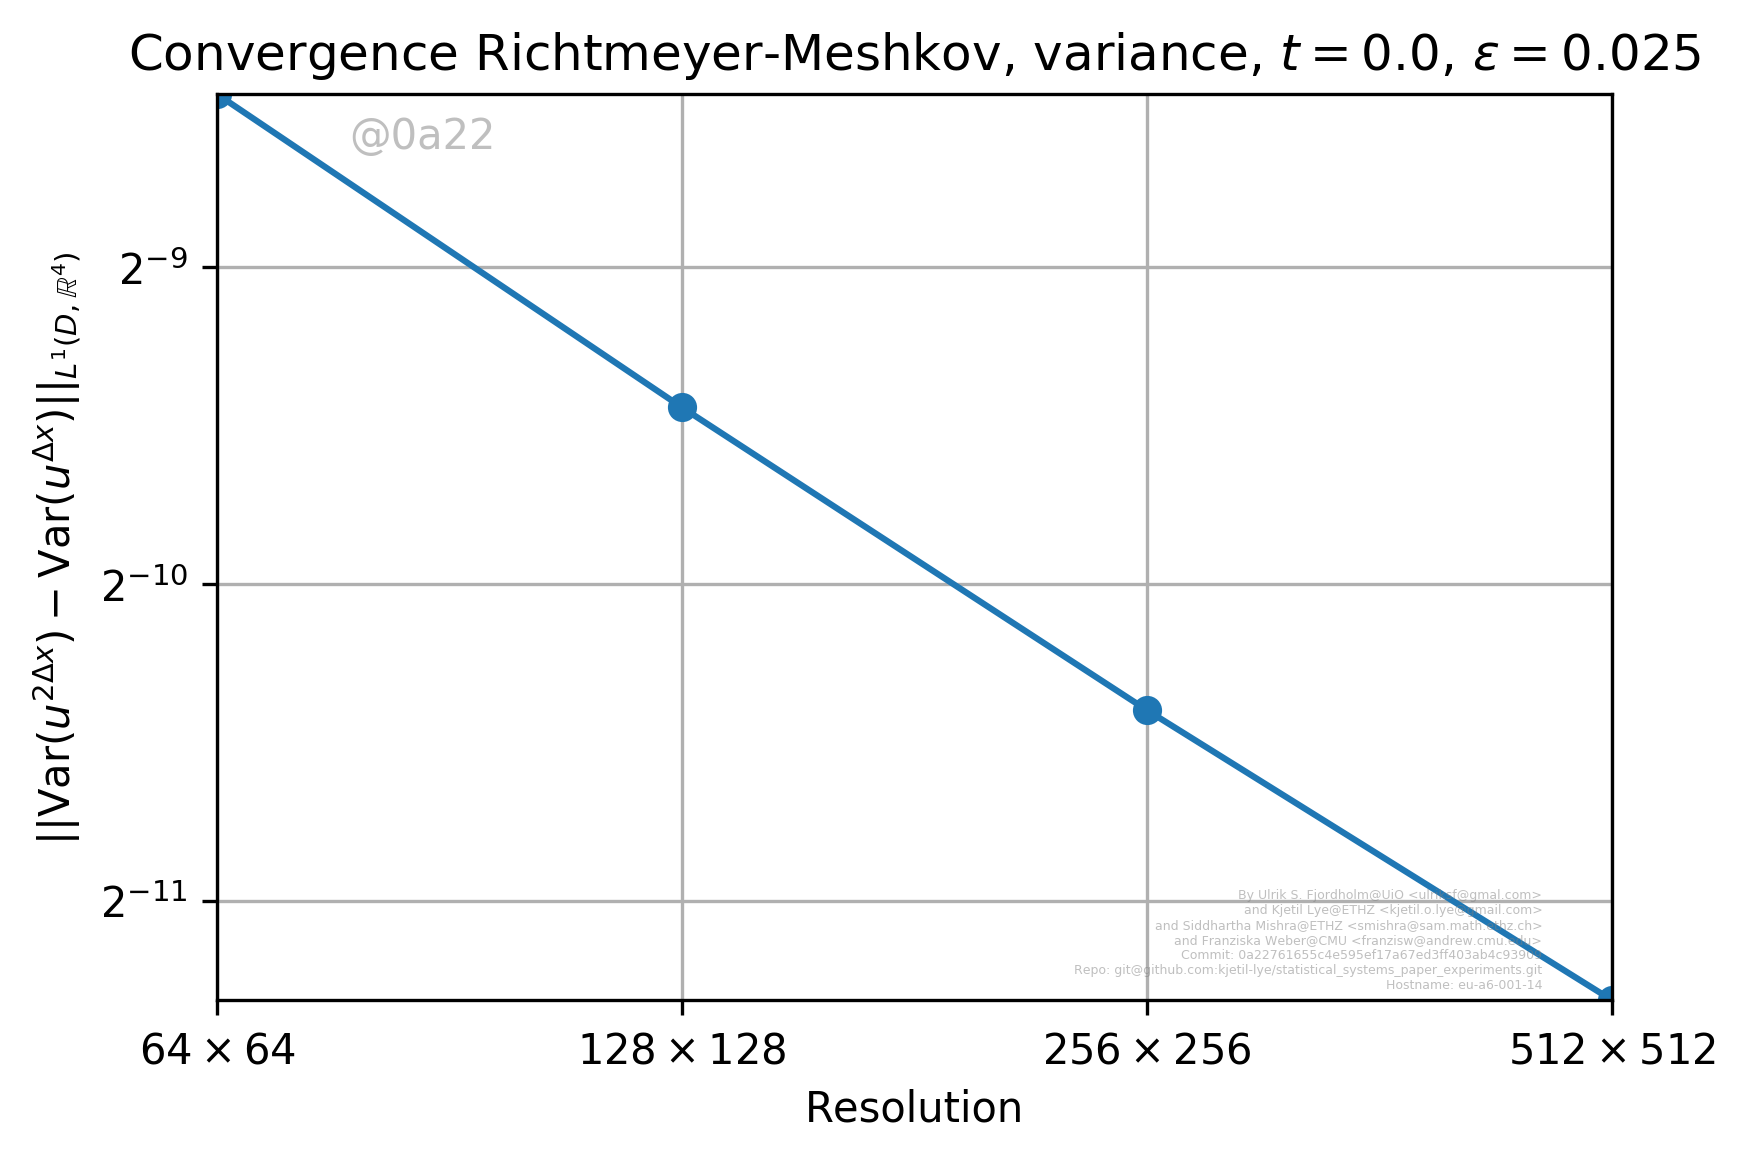 Convergence Richtmeyer-Meshkov, variance, t = 0.0, ε = 0.025
@0a22
2⁻⁹
2⁻¹⁰
2⁻¹¹
||Var(u^{2Δx}) − Var(u^{Δx})||_{L¹(D,ℝ⁴)}
By Ulrik S. Fjordholm@UiO
and Kjetil Lye@ETHZ <kjetil.o.lye@gmail.com>
and Siddhartha Mishra@ETHZ <smishra@sam.math.ethz.ch>
and Franziska Weber@CMU <franzisw@andrew.cmu.edu>
Commit:
Repo: git@github.com:kjetil-lye/statistical_systems_paper_experiments.git
Hostname: eu-a6-001-14
64 × 64
128 × 128
256 × 256
512 × 512
Resolution